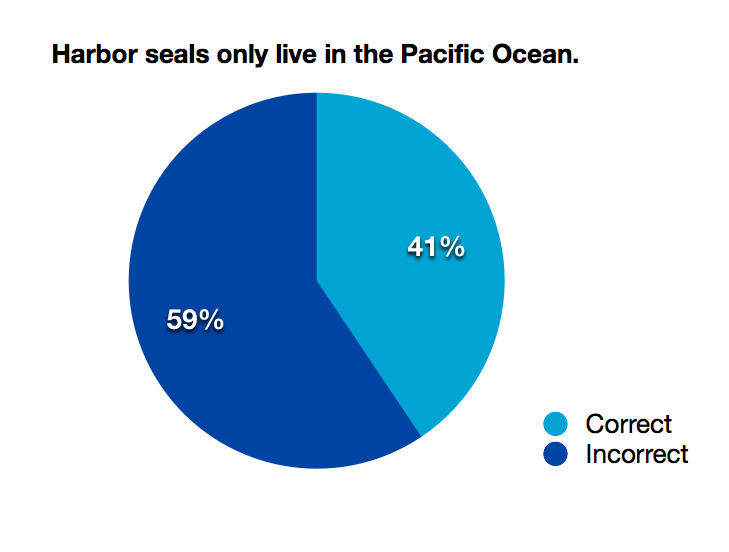 Harbor seals only live in the Pacific Ocean.
41%
59%
Correct
Incorrect